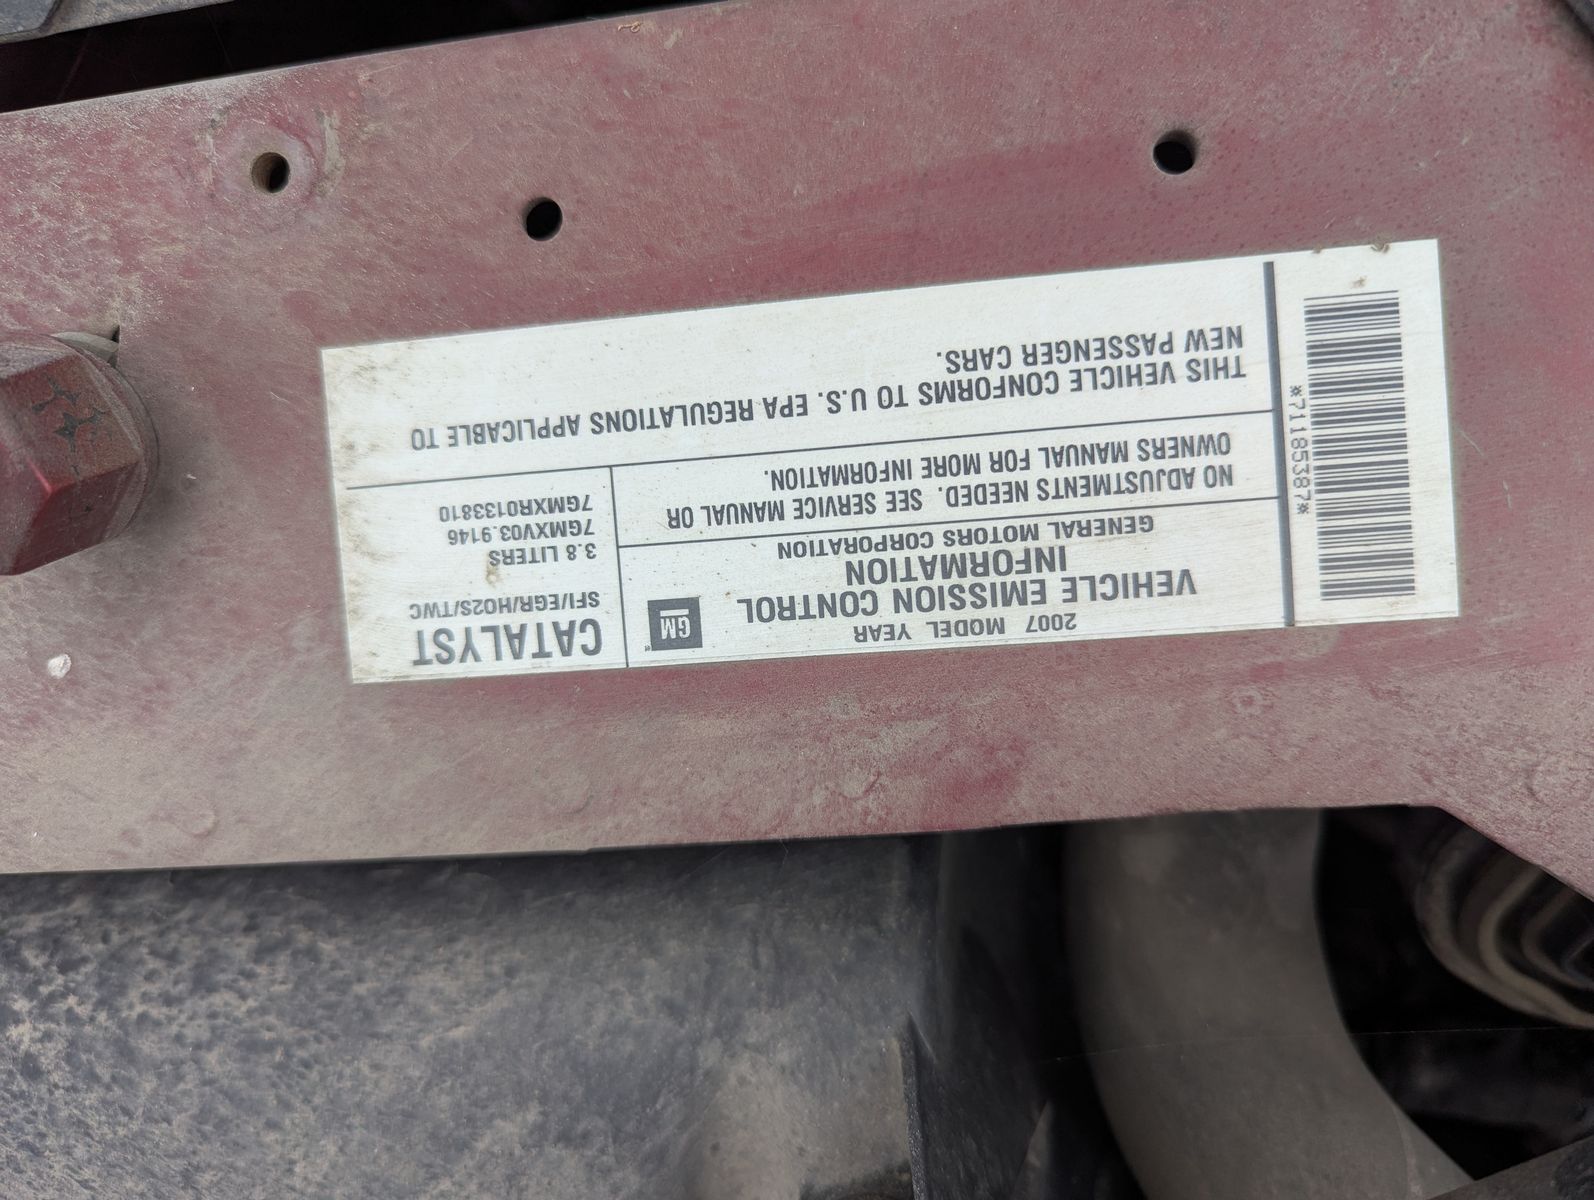 *71185387*
2007 MODEL YEAR
VEHICLE EMISSION CONTROL
INFORMATION
GENERAL MOTORS CORPORATION
GM
NO ADJUSTMENTS NEEDED. SEE SERVICE MANUAL OR
OWNERS MANUAL FOR MORE INFORMATION.
CATALYST
SFI/EGR/HO2S/TWC
3.8 LITERS
7GMXV03.9146
7GMXR0133810
THIS VEHICLE CONFORMS TO U.S. EPA REGULATIONS APPLICABLE TO
NEW PASSENGER CARS.